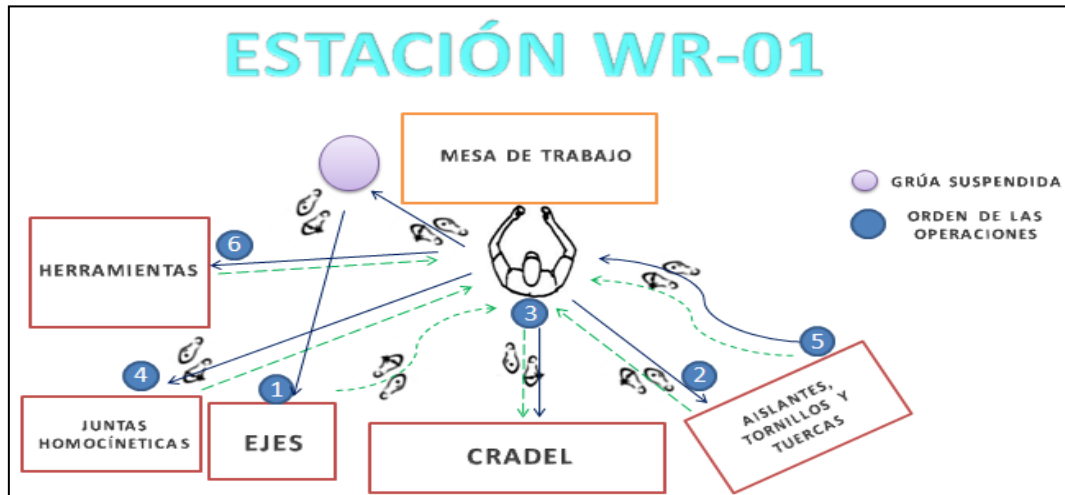 ESTACIÓN WR-01
MESA DE TRABAJO
GRÚA SUSPENDIDA
ORDEN DE LAS
OPERACIONES
6
HERRAMIENTAS
3
5
4
1
2
JUNTAS
HOMOCÍNETICAS
EJES
CRADEL
AISLANTES,
TORNILLOS Y
TUERCAS